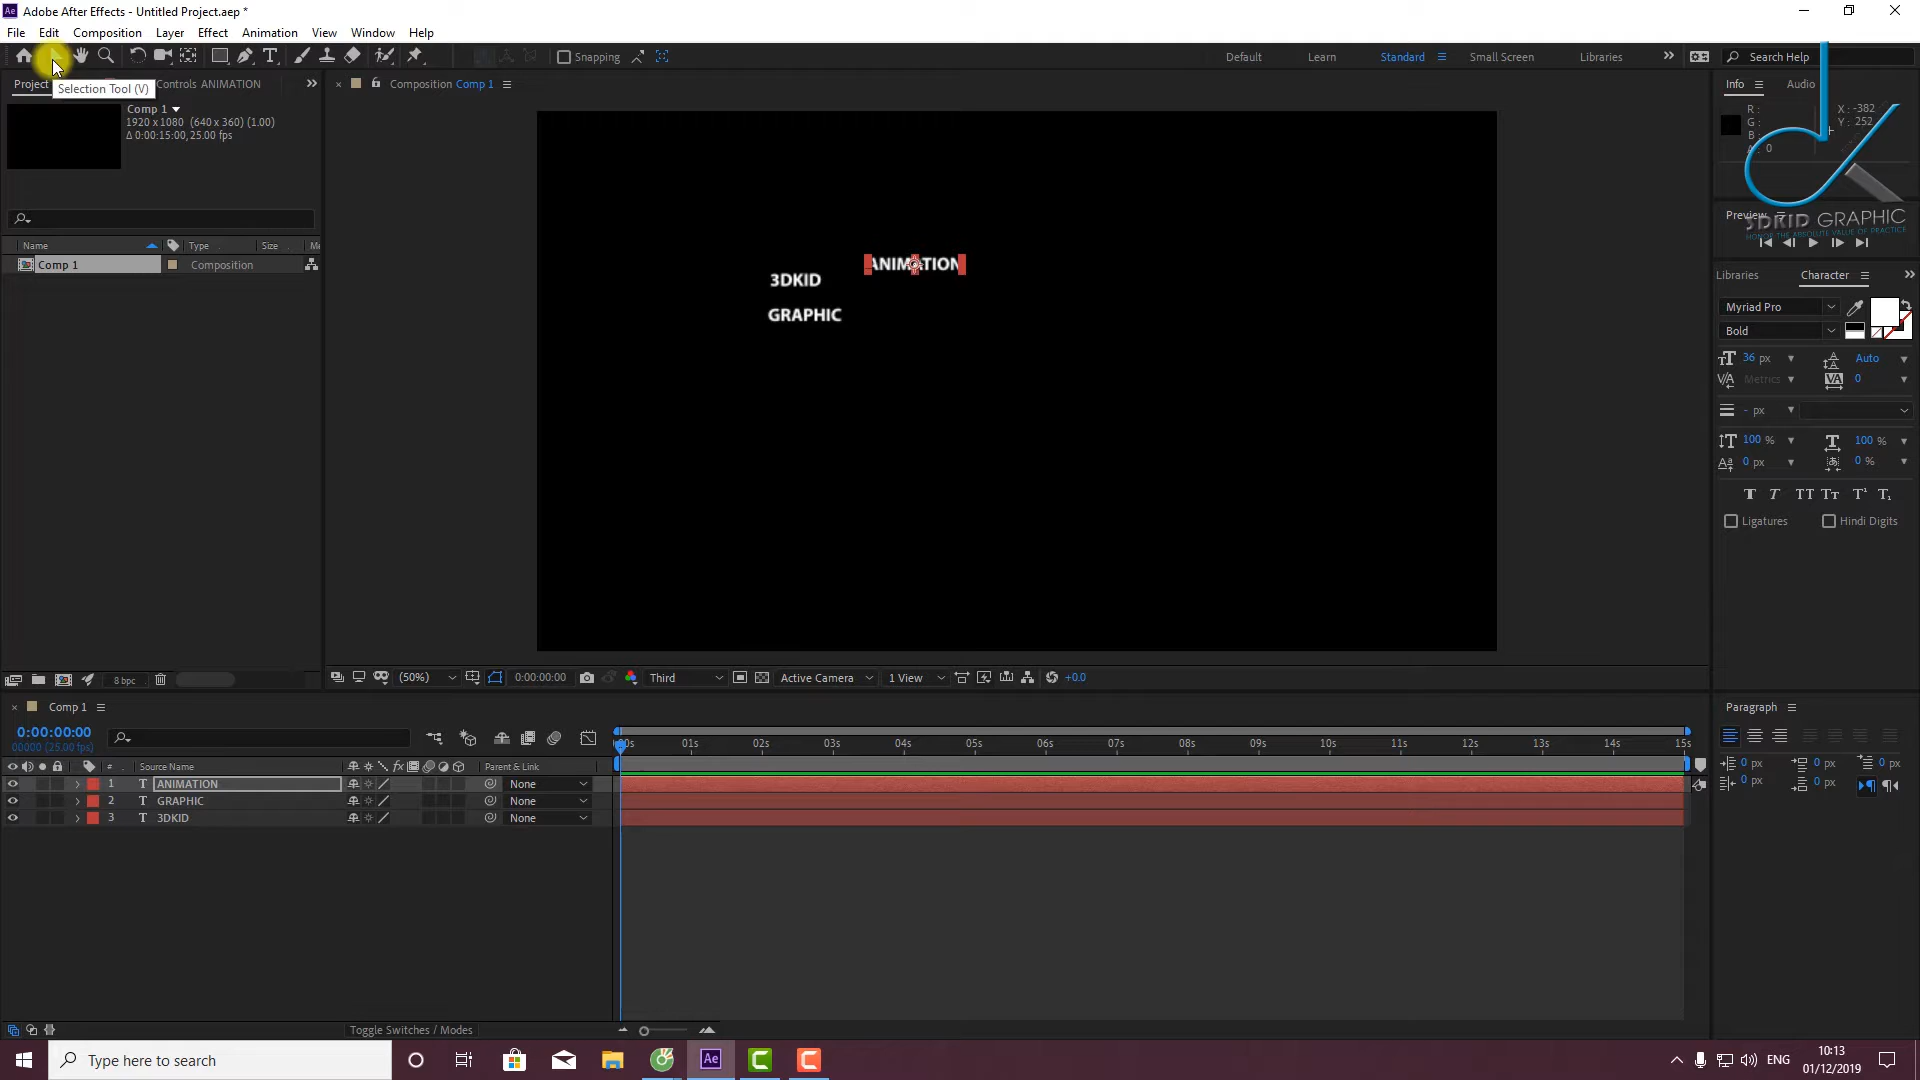 Adobe After Effects - Untitled Project.aep *
File Edit Composition Layer Effect Animation View Window Help
Snapping Default Learn Standard Small Screen Libraries Search Help
Selection Tool (V)
Project Controls ANIMATION
Comp 1
1920 x 1080 (640 x 360) (1.00)
Δ 0:00:15:00, 25.00 fps
Name Type Size
Comp 1 Composition
8 bpc
Composition Comp 1
ANIMATION
3DKID
GRAPHIC
(50%) 0:00:00:00 Third Active Camera 1 View +0.0
Info Audio
R : X : -382
G : Y : 252
B :
A : 0
Preview
3DKID GRAPHIC
HONOR THE ABSOLUTE VALUE OF PRACTICE
Libraries Character
Myriad Pro
Bold
36 px Auto
Metrics 0
- px
100 % 100 %
0 px 0 %
Ligatures Hindi Digits
Paragraph
0 px 0 px 0 px
0 px 0 px
Comp 1
0:00:00:00
00000 (25.00 fps)
01s 02s 03s 04s 05s 06s 07s 08s 09s 10s 11s 12s 13s 14s 15s
# Source Name Parent & Link
1 ANIMATION None
2 GRAPHIC None
3 3DKID None
Toggle Switches / Modes
Type here to search
ENG
10:13
01/12/2019